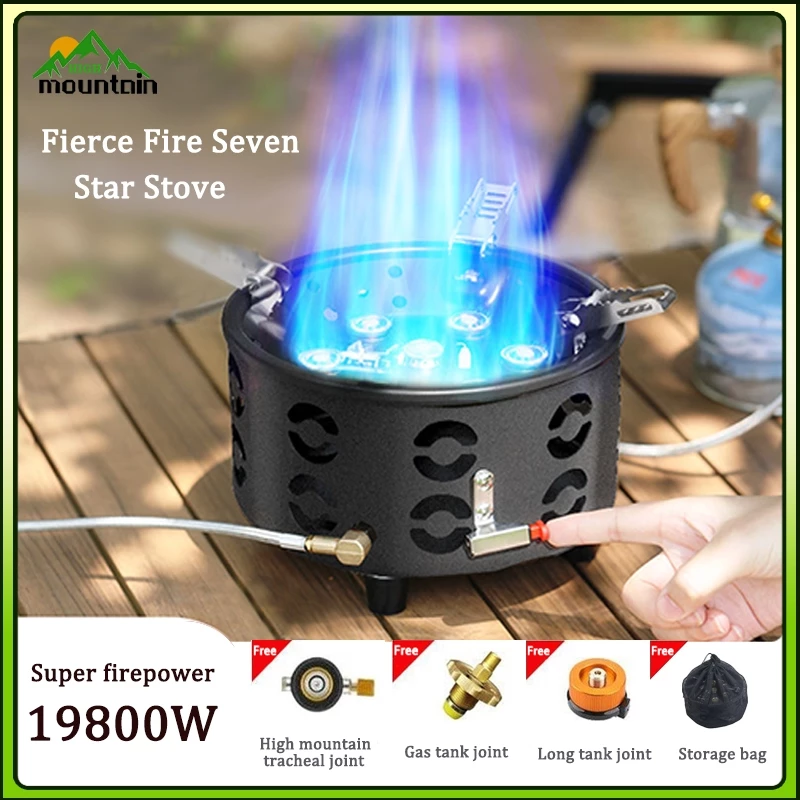 mountain
Fierce Fire Seven
Star Stove
Super firepower
19800W
Free
High mountain
tracheal joint
Free
Gas tank joint
Free
Long tank joint
Free
Storage bag